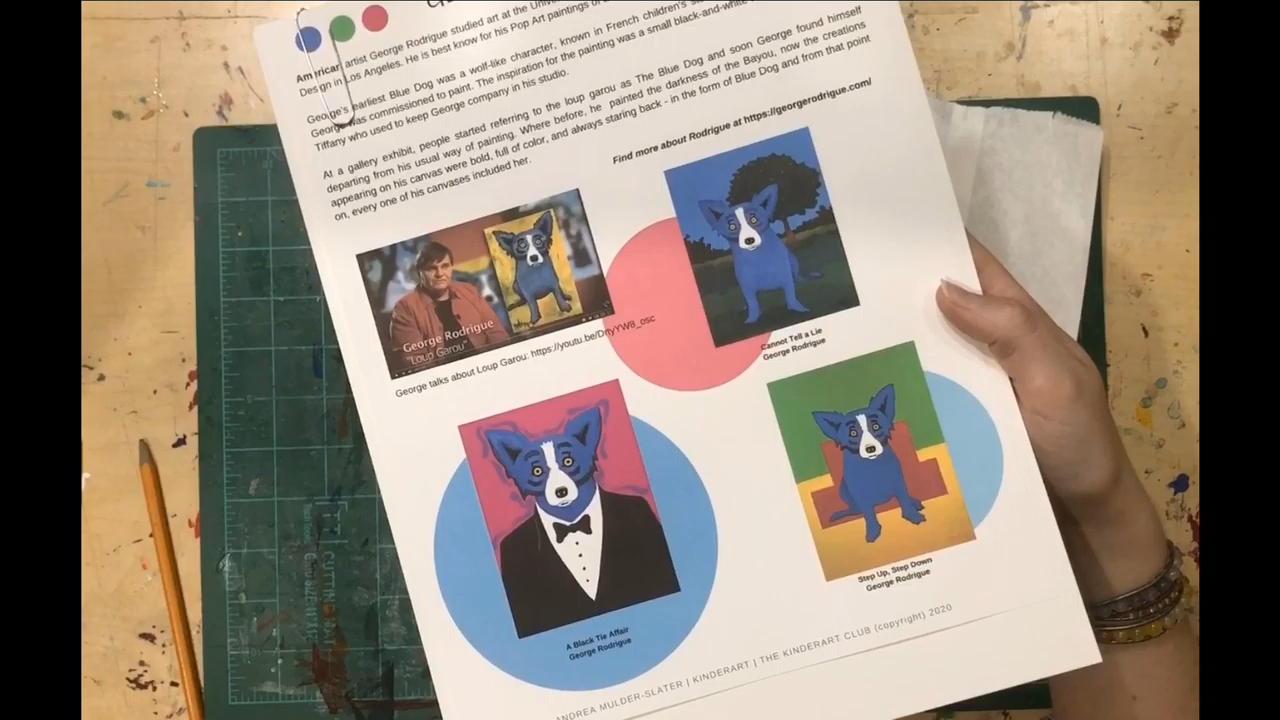 American artist George Rodrigue studied art at the
Design in Los Angeles. He is best know for his Pop Art paintings
George's earliest Blue Dog was a wolf-like character, known in French children's
George was commissioned to paint. The inspiration for the painting was a small black-and-white
Tiffany who used to keep George company in his studio.
At a gallery exhibit, people started referring to the loup garou as The Blue Dog and soon George found himself
departing from his usual way of painting. Where before, he painted the darkness of the Bayou, now the creations
appearing on his canvas were bold, full of color, and always staring back - in the form of Blue Dog and from that point
on, every one of his canvases included her.
Find more about Rodrigue at https://georgerodrigue.com/
George Rodrigue
"Loup Garou"
George talks about Loup Garou: https://youtu.be/DnyYW8_osc
Cannot Tell a Lie
George Rodrigue
A Black Tie Affair
George Rodrigue
Step Up, Step Down
George Rodrigue
ANDREA MULDER-SLATER | KINDERART | THE KINDERART CLUB (copyright) 2020